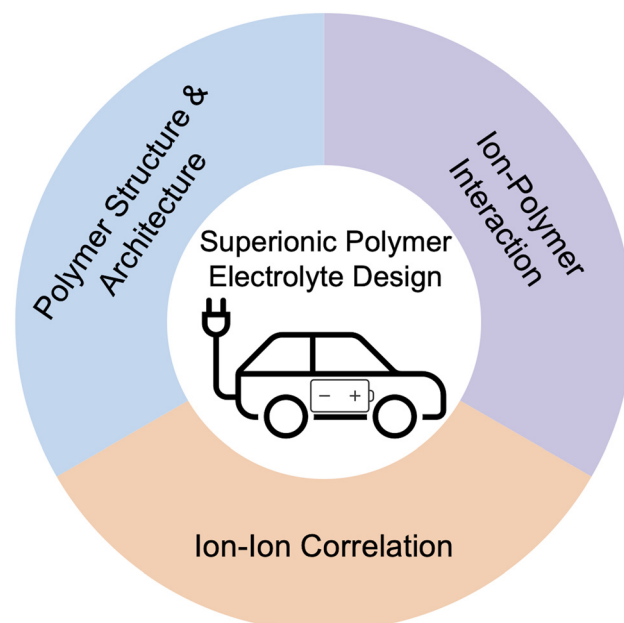 Polymer Structure &
Architecture
Ion-Polymer
Interaction
Superionic Polymer
Electrolyte Design
− +
Ion-Ion Correlation